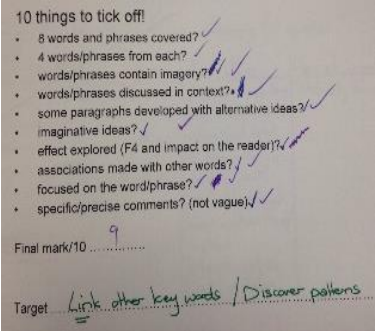 10 things to tick off!
• 8 words and phrases covered?
• 4 words/phrases from each?
• words/phrases contain imagery?
• words/phrases discussed in context?
• some paragraphs developed with alternative ideas?
• imaginative ideas?
• effect explored (F4 and impact on the reader)?
• associations made with other words?
• focused on the word/phrase?
• specific/precise comments? (not vague)
Final mark/10 ....9..........
Target Link other key words / Discover patterns